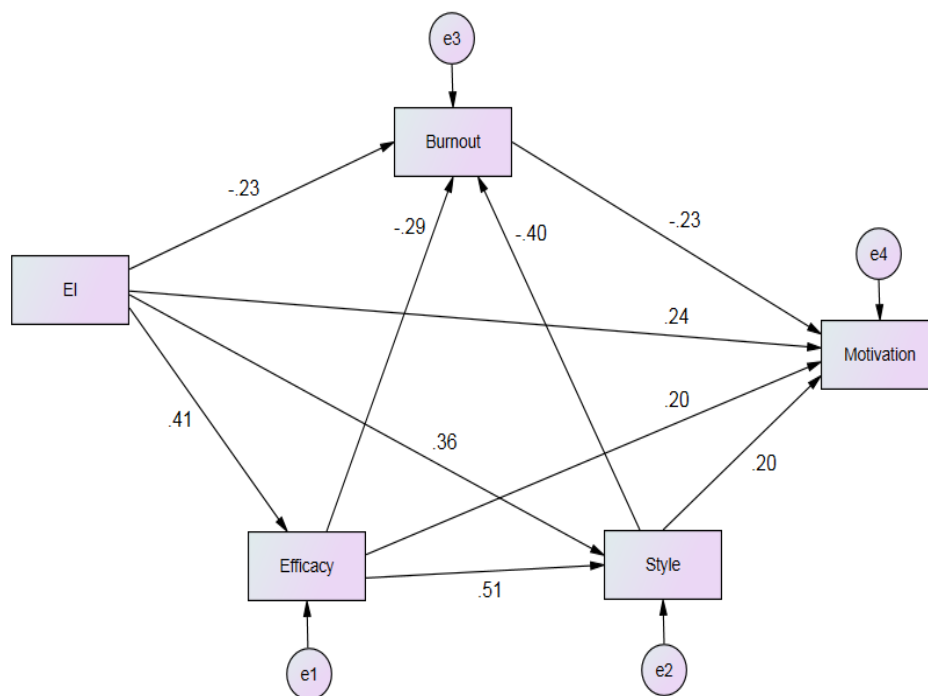 e3
Burnout
-.23
-.29
-.40
-.23
e4
EI
.24
Motivation
.41
.36
.20
.20
Efficacy
.51
Style
e1
e2